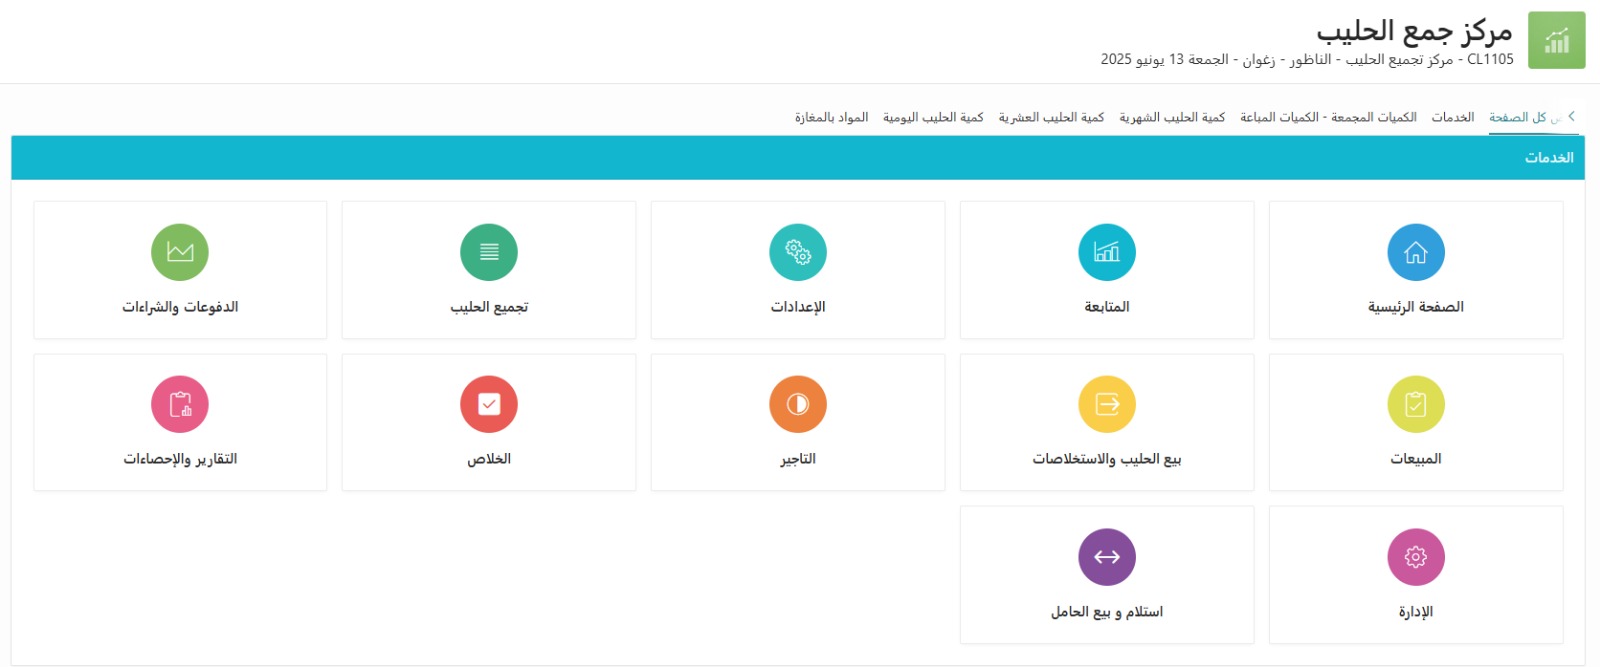 مركز جمع الحليب
CL1105 - مركز تجميع الحليب - الناظور - زغوان - الجمعة 13 يونيو 2025
كل الصفحة الخدمات الكميات المجمعة - الكميات المباعة كمية الحليب الشهرية كمية الحليب العشرية كمية الحليب اليومية المواد بالمغازة
الخدمات
الصفحة الرئيسية المتابعة الإعدادات تجميع الحليب الدفوعات والشراءات
المبيعات بيع الحليب والاستخلاصات التاجير الخلاص التقارير والإحصاءات
الإدارة استلام و بيع الحامل